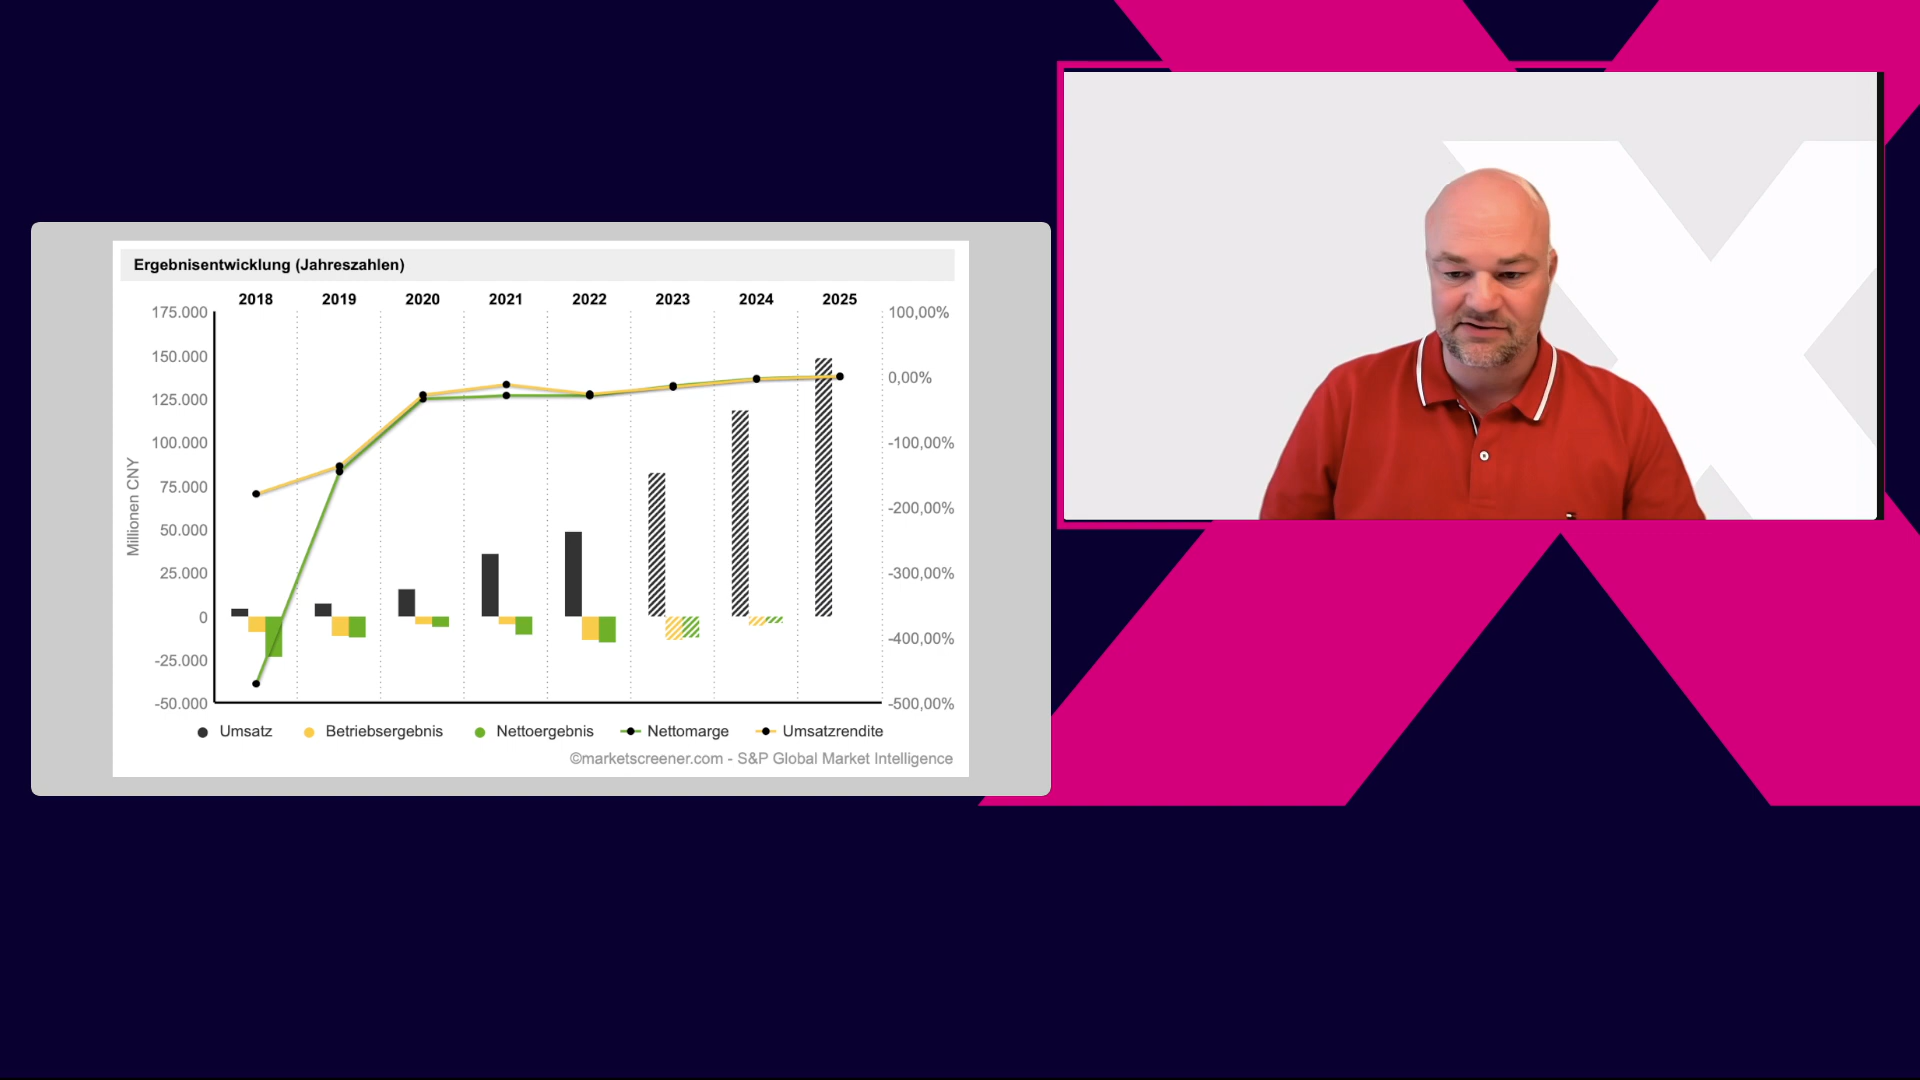 Ergebnisentwicklung (Jahreszahlen)
2018 2019 2020 2021 2022 2023 2024 2025
175.000 100,00%
150.000
0,00%
125.000
100.000 -100,00%
75.000
-200,00%
50.000
25.000 -300,00%
0
-400,00%
-25.000
-50.000 -500,00%
Millionen CNY
Umsatz Betriebsergebnis Nettoergebnis Nettomarge Umsatzrendite
©marketscreener.com - S&P Global Market Intelligence